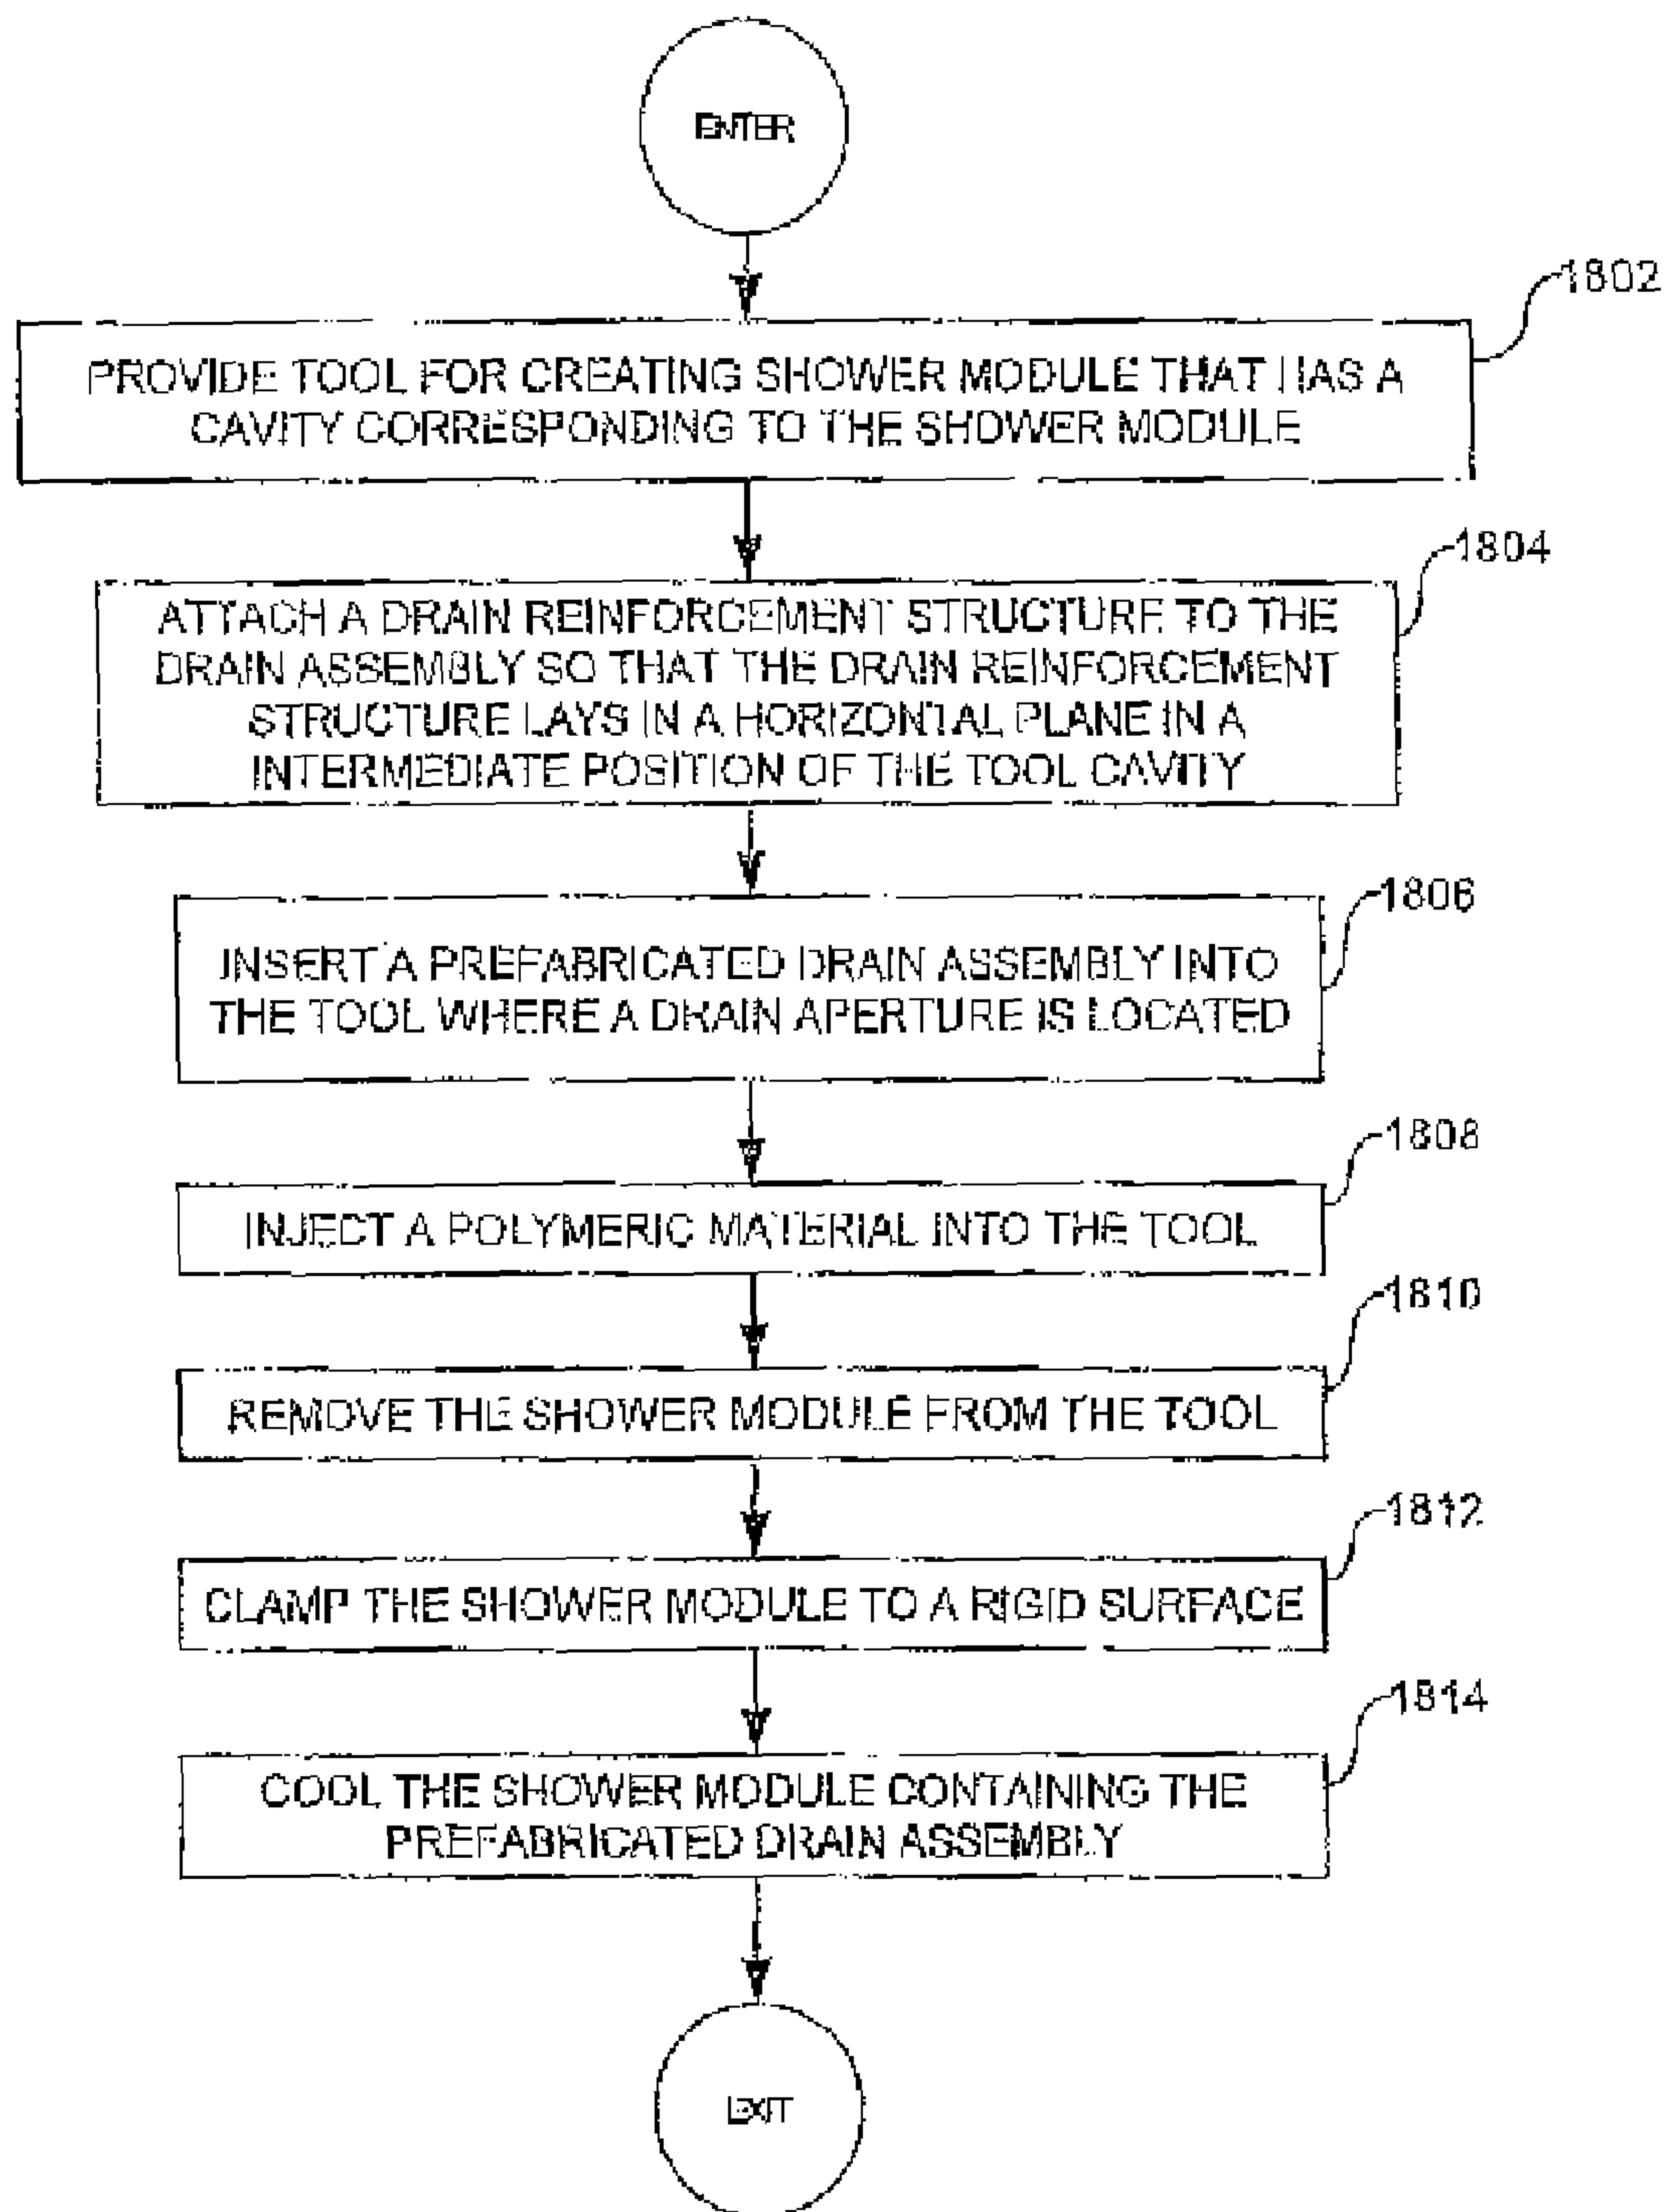 ENTER
1802
PROVIDE TOOL FOR CREATING SHOWER MODULE THAT HAS A
CAVITY CORRESPONDING TO THE SHOWER MODULE
1804
ATTACH A DRAIN REINFORCEMENT STRUCTURE TO THE
DRAIN ASSEMBLY SO THAT THE DRAIN REINFORCEMENT
STRUCTURE LAYS IN A HORIZONTAL PLANE IN A
INTERMEDIATE POSITION OF THE TOOL CAVITY
1806
INSERT A PREFABRICATED DRAIN ASSEMBLY INTO
THE TOOL WHERE A DRAIN APERTURE IS LOCATED
1808
INJECT A POLYMERIC MATERIAL INTO THE TOOL
1810
REMOVE THE SHOWER MODULE FROM THE TOOL
1812
CLAMP THE SHOWER MODULE TO A RIGID SURFACE
1814
COOL THE SHOWER MODULE CONTAINING THE
PREFABRICATED DRAIN ASSEMBLY
EXIT